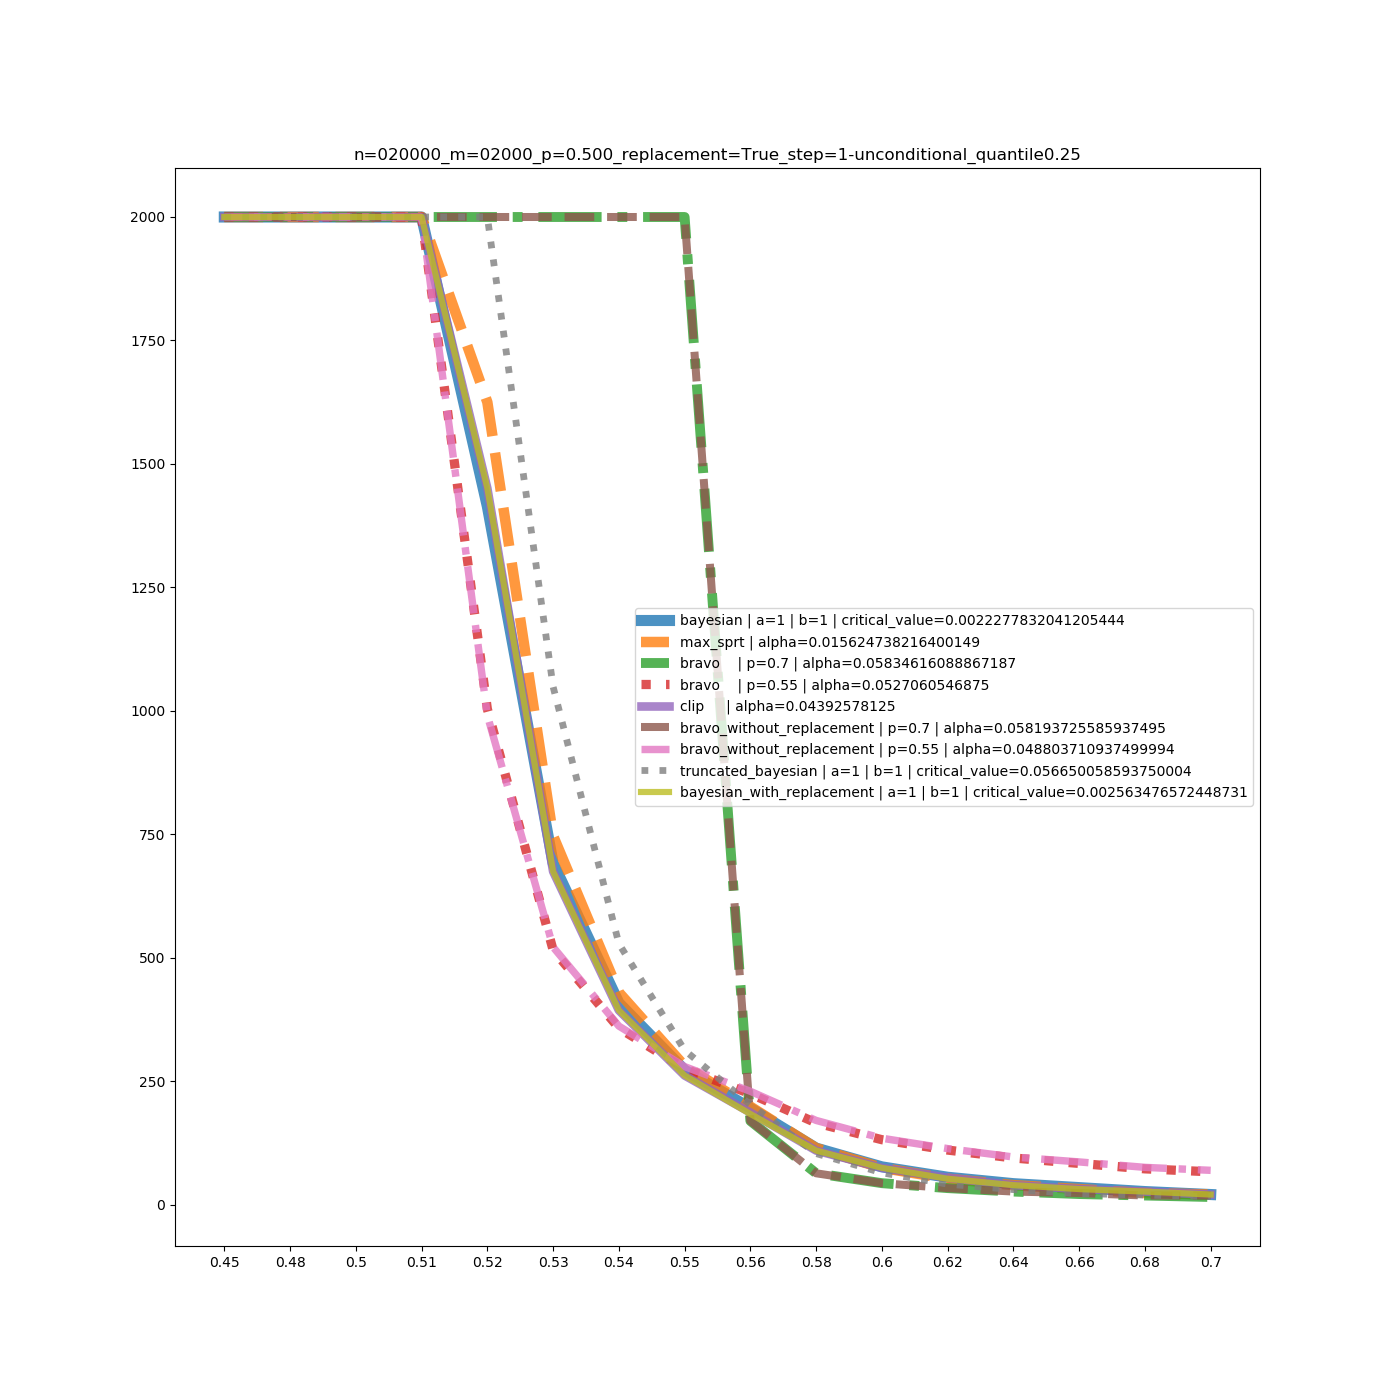 n=020000_m=02000_p=0.500_replacement=True_step=1-unconditional_quantile0.25
2000
1750
1500
1250
1000
750
500
250
0
bayesian | a=1 | b=1 | critical_value=0.0022277832041205444
max_sprt | alpha=0.015624738216400149
bravo | p=0.7 | alpha=0.05834616088867187
bravo | p=0.55 | alpha=0.0527060546875
clip | alpha=0.04392578125
bravo_without_replacement | p=0.7 | alpha=0.058193725585937495
bravo_without_replacement | p=0.55 | alpha=0.048803710937499994
truncated_bayesian | a=1 | b=1 | critical_value=0.056650058593750004
bayesian_with_replacement | a=1 | b=1 | critical_value=0.002563476572448731
0.45 0.48 0.5 0.51 0.52 0.53 0.54 0.55 0.56 0.58 0.6 0.62 0.64 0.66 0.68 0.7